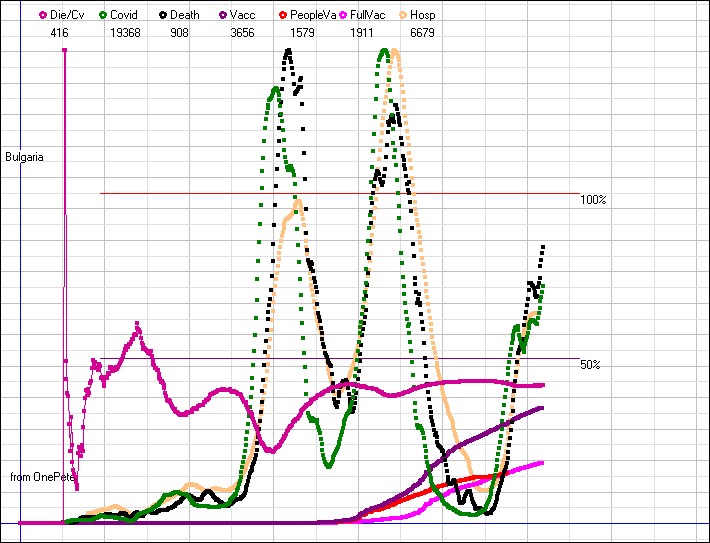 Die/Cv Covid Death Vacc PeopleVa FullVac Hosp
416 19368 908 3656 1579 1911 6679
Bulgaria
100%
50%
from OnePete